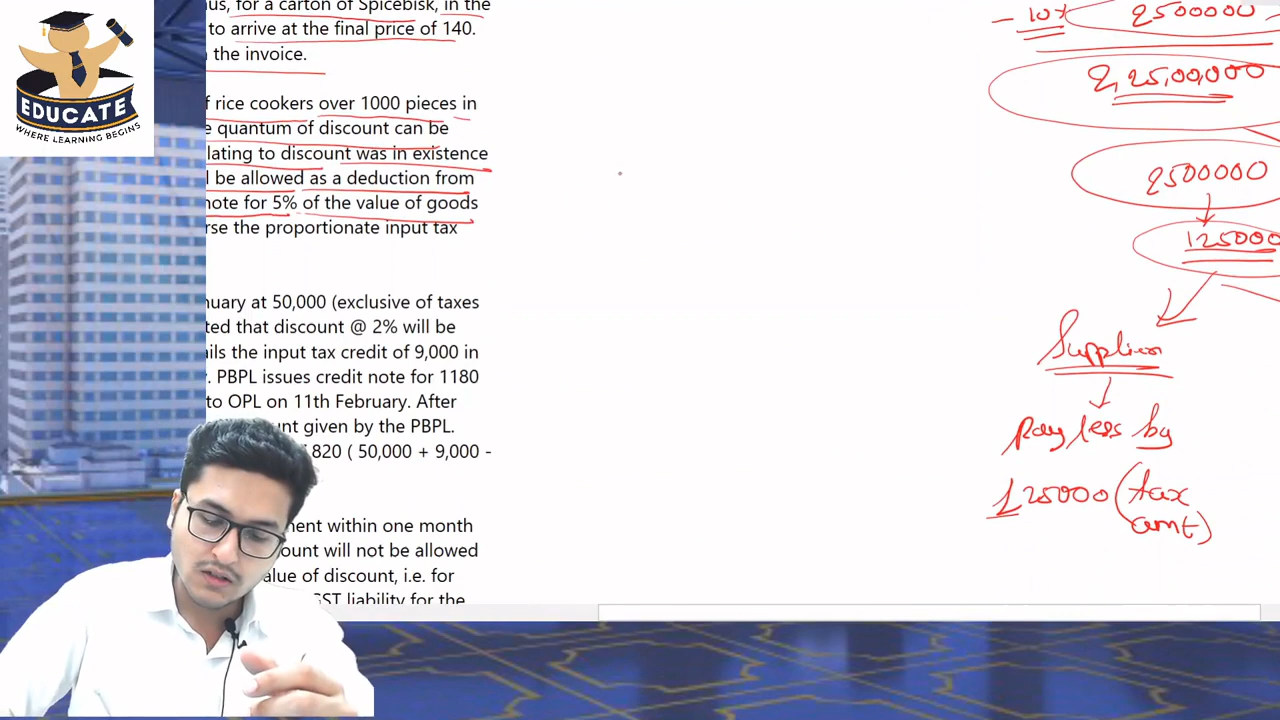 EDUCATE
WHERE LEARNING BEGINS
us, for a carton of Spicebisk, in the
to arrive at the final price of 140.
the invoice.
f rice cookers over 1000 pieces in
e quantum of discount can be
lating to discount was in existence
l be allowed as a deduction from
note for 5% of the value of goods
rse the proportionate input tax
nuary at 50,000 (exclusive of taxes
ted that discount @ 2% will be
ails the input tax credit of 9,000 in
. PBPL issues credit note for 1180
to OPL on 11th February. After
unt given by the PBPL.
820 ( 50,000 + 9,000 -
ment within one month
ount will not be allowed
alue of discount, i.e. for
GST liability for the
- 10%
2500000
2,25,00,000
2500000
125000
Supplier
Pay less by
125000 (tax
amt)